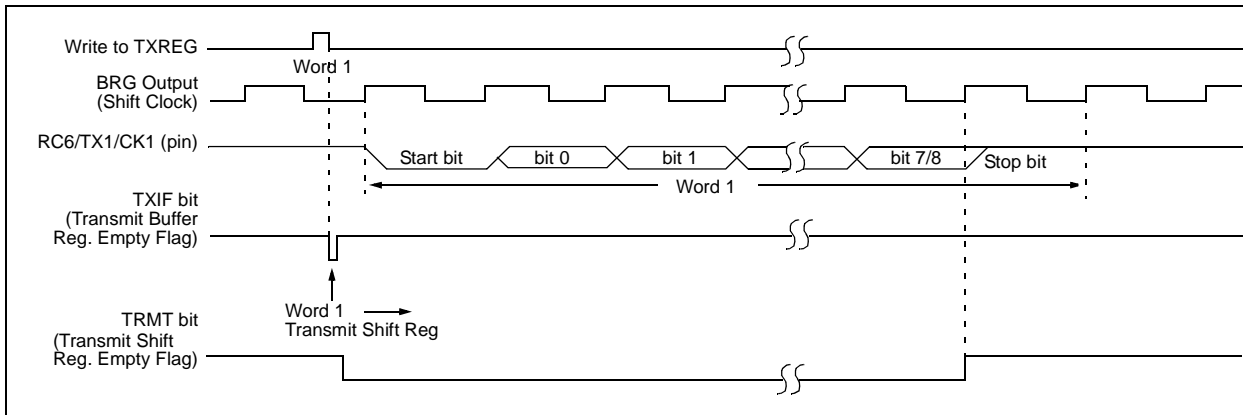 Write to TXREG
Word 1
BRG Output
(Shift Clock)
RC6/TX1/CK1 (pin)
Start bit
bit 0
bit 1
bit 7/8
Stop bit
Word 1
TXIF bit
(Transmit Buffer
Reg. Empty Flag)
Word 1
Transmit Shift Reg
TRMT bit
(Transmit Shift
Reg. Empty Flag)